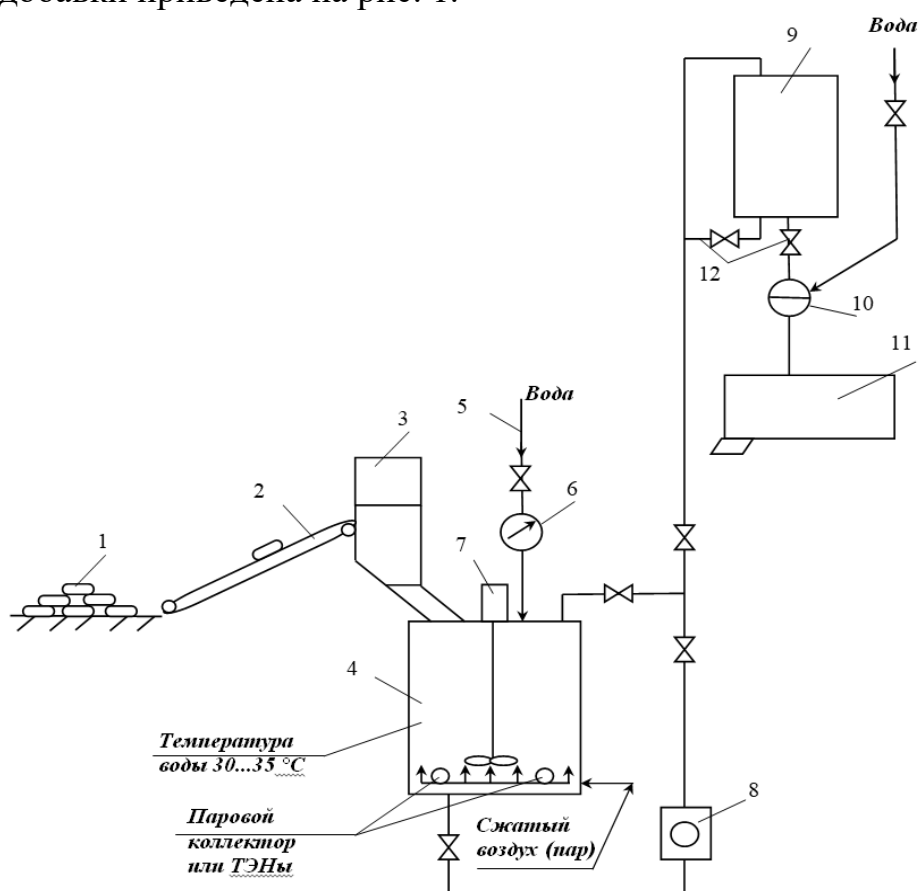 добавки приведена на рис. 1.
9
Вода
12
10
11
5
Вода
3
6
2
7
1
4
Температура
воды 30...35 °С
8
Паровой
коллектор
или ТЭНы
Сжатый
воздух (пар)